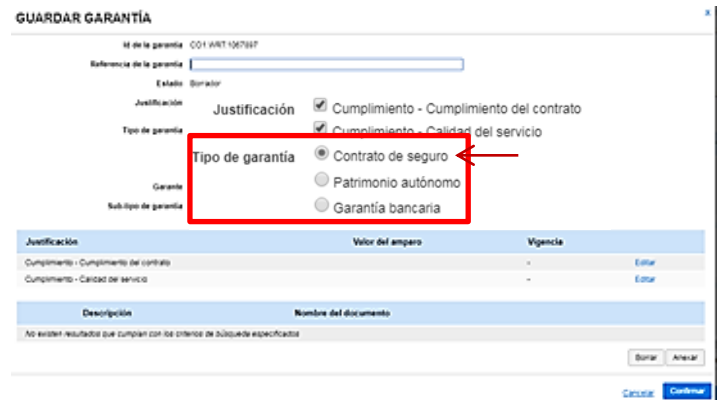 GUARDAR GARANTÍA
x
Id de la garantía CO1.WRT.1067897
Referencia de la garantía
Estado Borrador
Justificación
Justificación Cumplimiento - Cumplimiento del contrato
Tipo de garantía
Cumplimiento - Calidad del servicio
Tipo de garantía Contrato de seguro
Garante
Patrimonio autónomo
Sub-tipo de garantía
Garantía bancaria
Justificación Valor del amparo Vigencia
Cumplimiento - Cumplimiento del contrato - Editar
Cumplimiento - Calidad del servicio - Editar
Descripción Nombre del documento
No existen resultados que cumplan con los criterios de búsqueda especificados
Borrar Anexar
Cancelar Confirmar